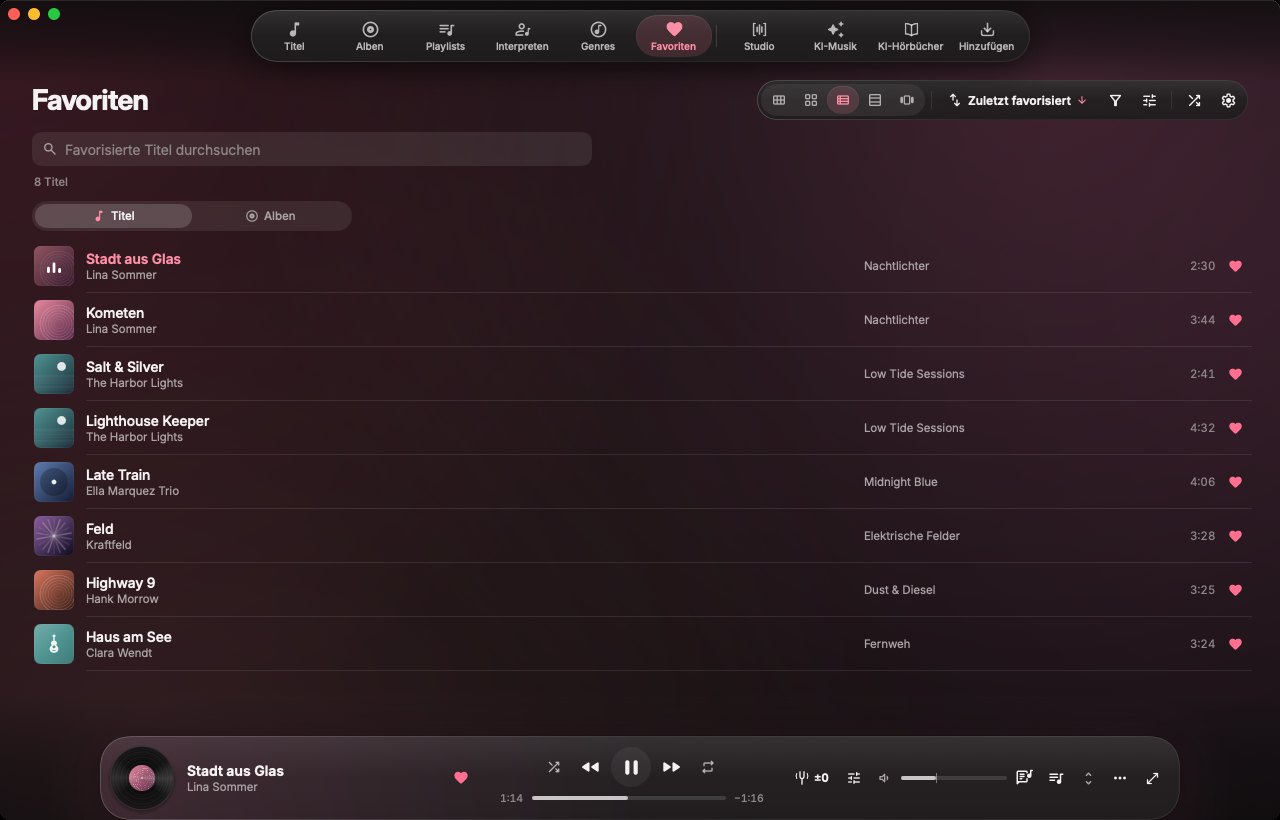 Titel
Alben
Playlists
Interpreten
Genres
Favoriten
Studio
KI-Musik
KI-Hörbücher
Hinzufügen
Favoriten
Zuletzt favorisiert
Favorisierte Titel durchsuchen
8 Titel
Titel
Alben
Stadt aus Glas
Lina Sommer
Nachtlichter
2:30
Kometen
Lina Sommer
Nachtlichter
3:44
Salt & Silver
The Harbor Lights
Low Tide Sessions
2:41
Lighthouse Keeper
The Harbor Lights
Low Tide Sessions
4:32
Late Train
Ella Marquez Trio
Midnight Blue
4:06
Feld
Kraftfeld
Elektrische Felder
3:28
Highway 9
Hank Morrow
Dust & Diesel
3:25
Haus am See
Clara Wendt
Fernweh
3:24
Stadt aus Glas
Lina Sommer
1:14
−1:16
±0